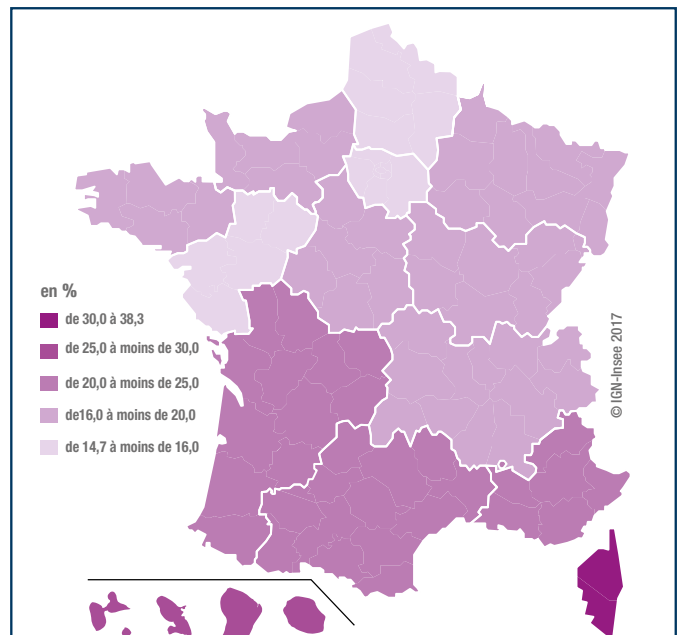 en %
de 30,0 à 38,3
de 25,0 à moins de 30,0
de 20,0 à moins de 25,0
de16,0 à moins de 20,0
de 14,7 à moins de 16,0
© IGN-Insee 2017